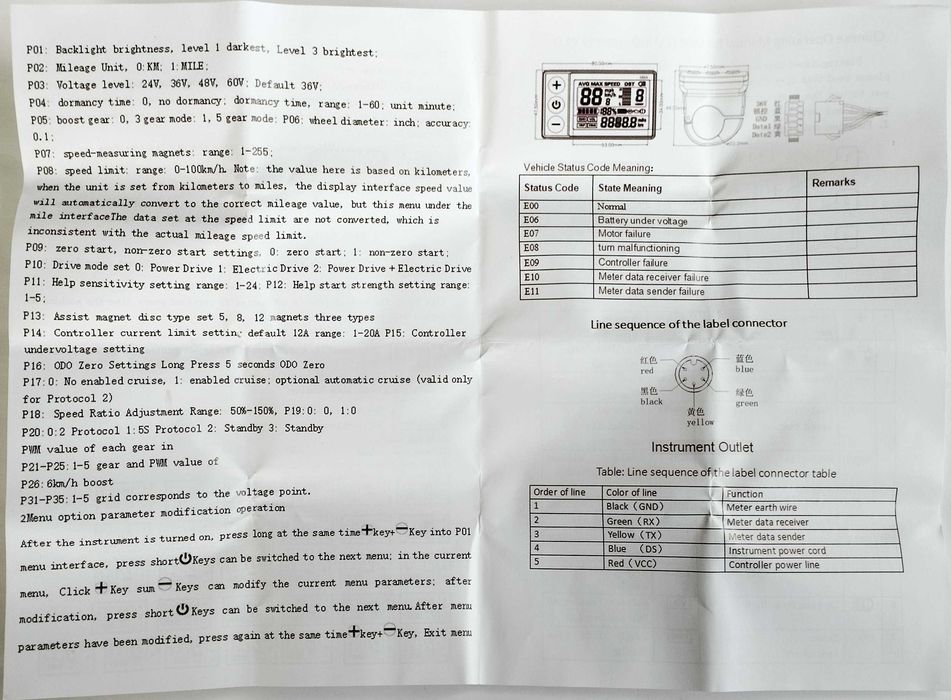 P01: Backlight brightness, level 1 darkest, Level 3 brightest;
P02: Mileage Unit, 0:KM; 1:MILE;
P03: Voltage level: 24V, 36V, 48V, 60V; Default 36V;
P04: dormancy time: 0, no dormancy; dormancy time, range: 1-60; unit minute;
P05: boost gear: 0, 3 gear mode: 1, 5 gear mode: P06: wheel diameter: inch; accuracy:
0.1;
P07: speed-measuring magnets: range: 1-255;
P08: speed limit: range: 0-100km/h. Note: the value here is based on kilometers,
when the unit is set from kilometers to miles, the display interface speed value
will automatically convert to the correct mileage value, but this menu under the
mile interfaceThe data set at the speed limit are not converted, which is
inconsistent with the actual mileage speed limit.
P09: zero start, non-zero start settings, 0: zero start; 1: non-zero start;
P10: Drive mode set 0: Power Drive 1: Electric Drive 2: Power Drive + Electric Drive
P11: Help sensitivity setting range: 1-24; P12: Help start strength setting range:
1-5;
P13: Assist magnet disc type set 5, 8, 12 magnets three types
P14: Controller current limit settin; default 12A range: 1-20A P15: Controller
undervoltage setting
P16: ODO Zero Settings Long Press 5 seconds ODO Zero
P17:0: No enabled cruise, 1: enabled cruise; optional automatic cruise (valid only
for Protocol 2)
P18: Speed Ratio Adjustment Range: 50%-150%, P19:0: 0, 1:0
P20:0:2 Protocol 1:5S Protocol 2: Standby 3: Standby
PWM value of each gear in
P21-P25:1-5 gear and PWM value of
P26:6km/h boost
P31-P35:1-5 grid corresponds to the voltage point.
2Menu option parameter modification operation
After the instrument is turned on, press long at the same time+key+−Key into P01
menu interface, press short⏻Keys can be switched to the next menu; in the current
menu, Click + Key sum − Keys can modify the current menu parameters; after
modification, press short⏻Keys can be switched to the next menu.After menu
parameters have been modified, press again at the same time+key+−Key, Exit menu
AVG MAX SPEED DST
36V 红
GND 黑
Data1 绿
Data2 黄
Vehicle Status Code Meaning:
Status Code State Meaning Remarks
E00 Normal
E06 Battery under voltage
E07 Motor failure
E08 turn malfunctioning
E09 Controller failure
E10 Meter data receiver failure
E11 Meter data sender failure
Line sequence of the label connector
红色 蓝色
red blue
黑色 绿色
black green
黄色
yellow
Instrument Outlet
Table: Line sequence of the label connector table
Order of line Color of line Function
1 Black (GND) Meter earth wire
2 Green (RX) Meter data receiver
3 Yellow (TX) Meter data sender
4 Blue (DS) Instrument power cord
5 Red (VCC) Controller power line